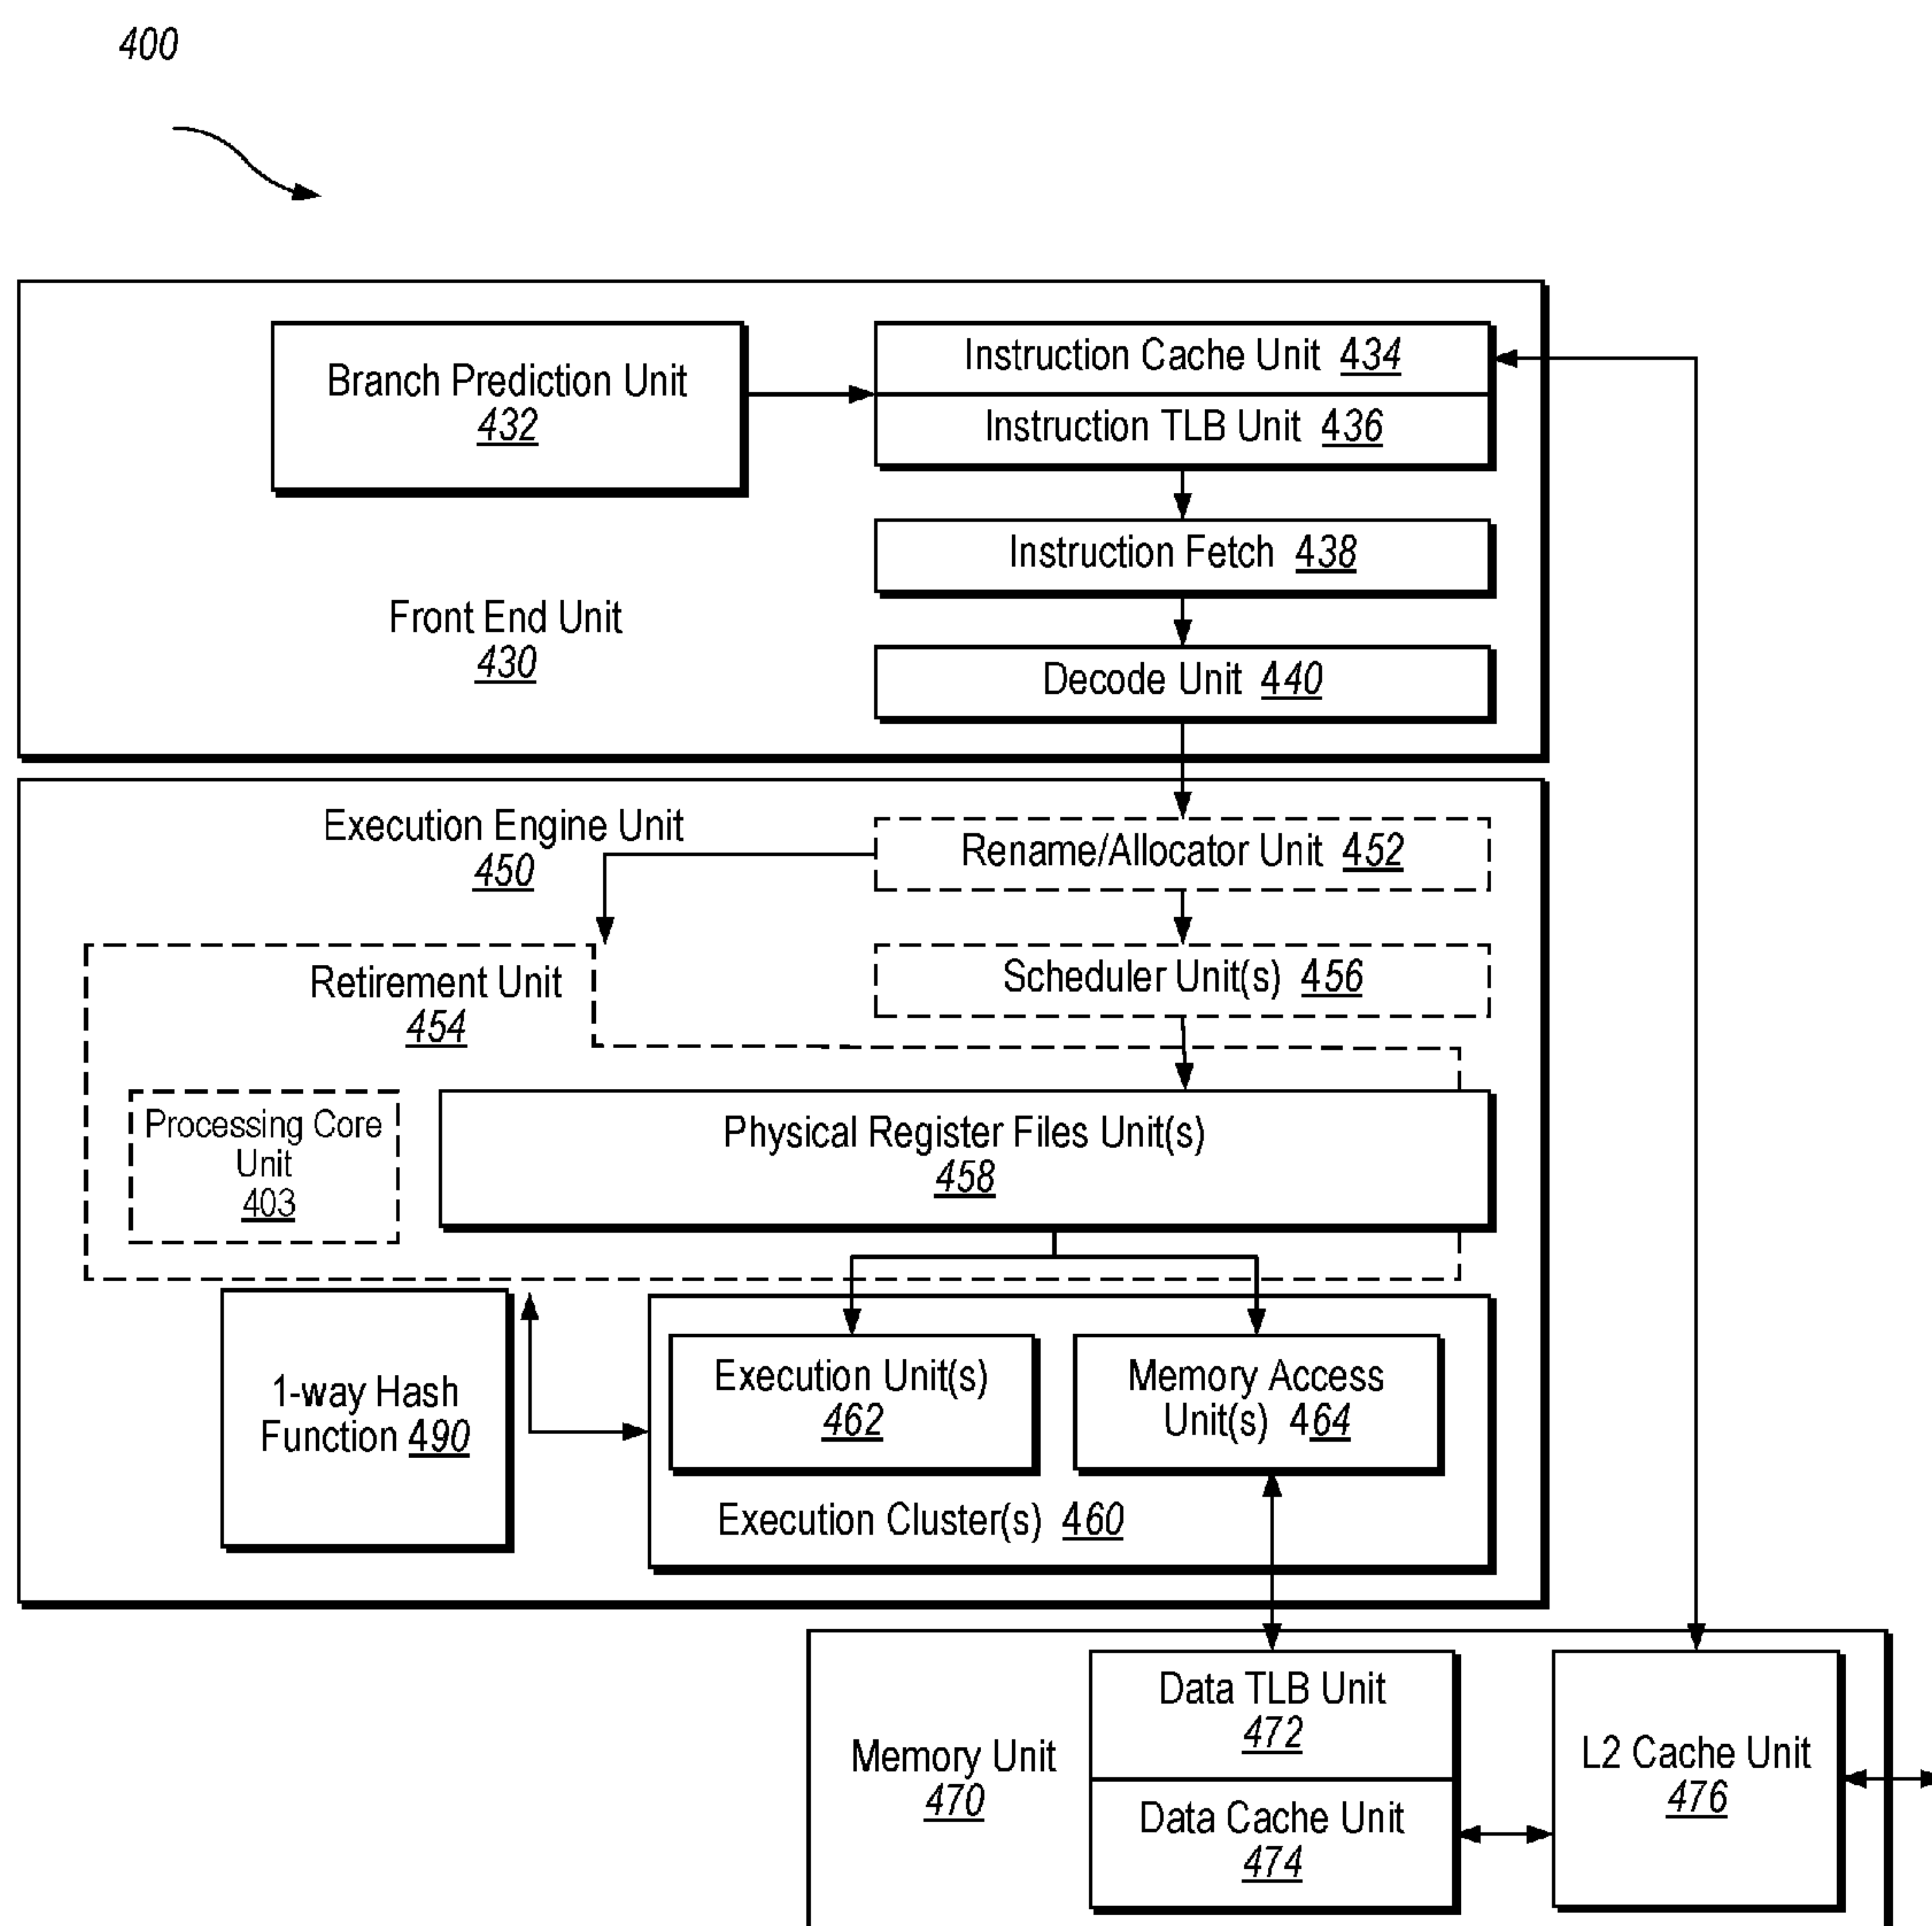 400
Branch Prediction Unit
432
Instruction Cache Unit 434
Instruction TLB Unit 436
Instruction Fetch 438
Front End Unit
430
Decode Unit 440
Execution Engine Unit
450
Rename/Allocator Unit 452
Retirement Unit
454
Scheduler Unit(s) 456
Processing Core
Unit
403
Physical Register Files Unit(s)
458
1-way Hash
Function 490
Execution Unit(s)
462
Memory Access
Unit(s) 464
Execution Cluster(s) 460
Memory Unit
470
Data TLB Unit
472
Data Cache Unit
474
L2 Cache Unit
476